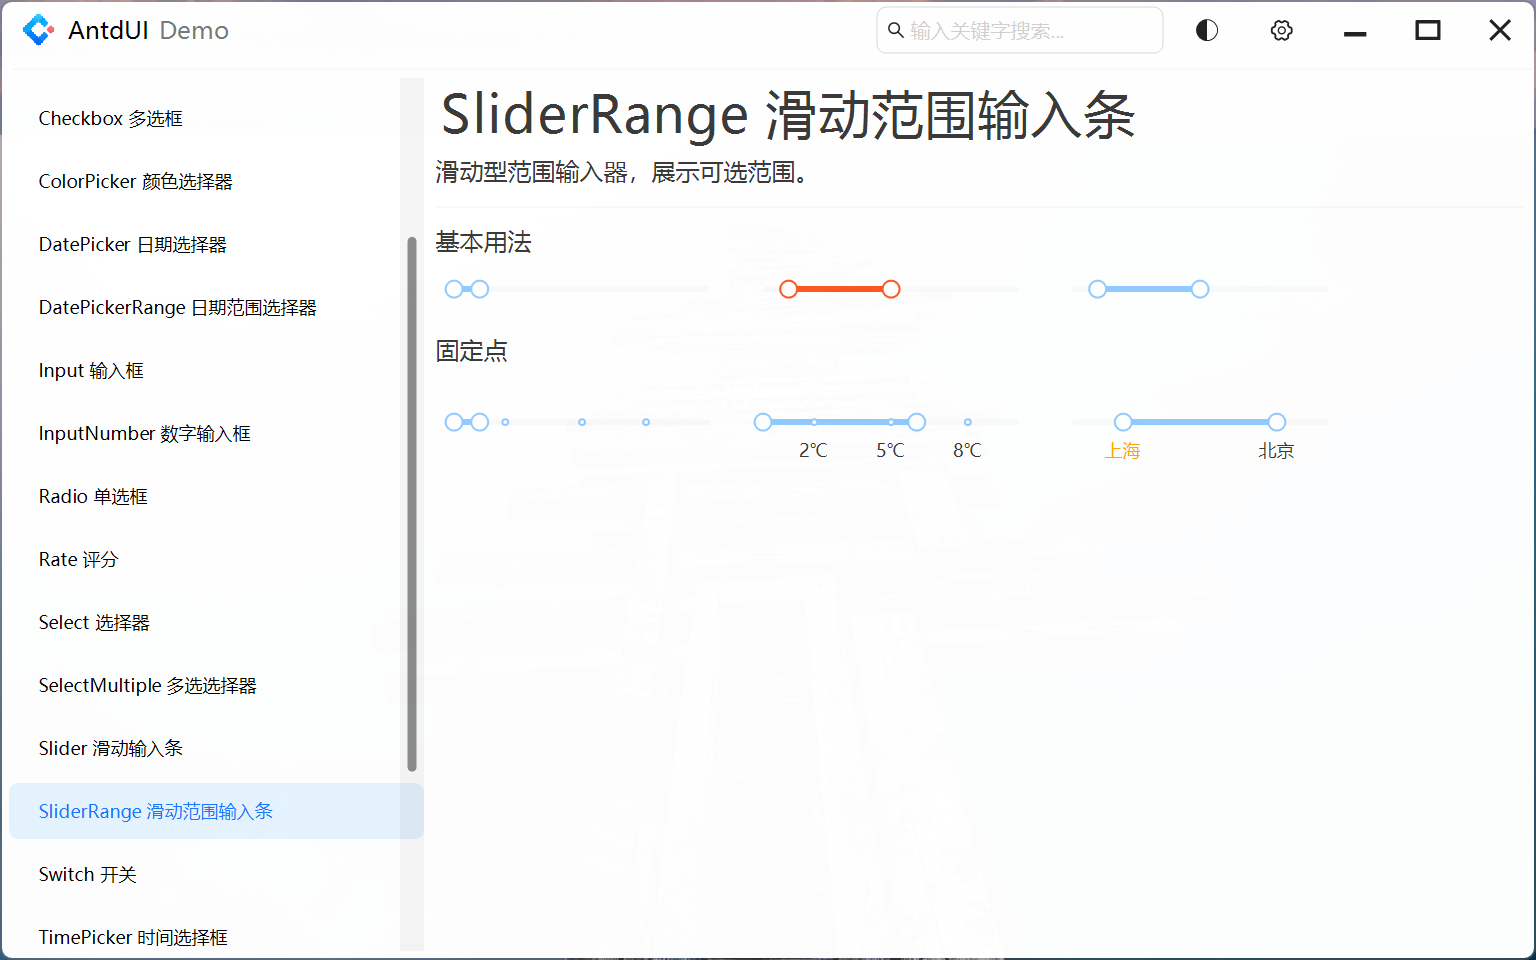 AntdUI Demo
输入关键字搜索...
Checkbox 多选框
ColorPicker 颜色选择器
DatePicker 日期选择器
DatePickerRange 日期范围选择器
Input 输入框
InputNumber 数字输入框
Radio 单选框
Rate 评分
Select 选择器
SelectMultiple 多选选择器
Slider 滑动输入条
SliderRange 滑动范围输入条
Switch 开关
TimePicker 时间选择框
SliderRange 滑动范围输入条
滑动型范围输入器，展示可选范围。
基本用法
固定点
2℃ 5℃ 8℃
上海 北京